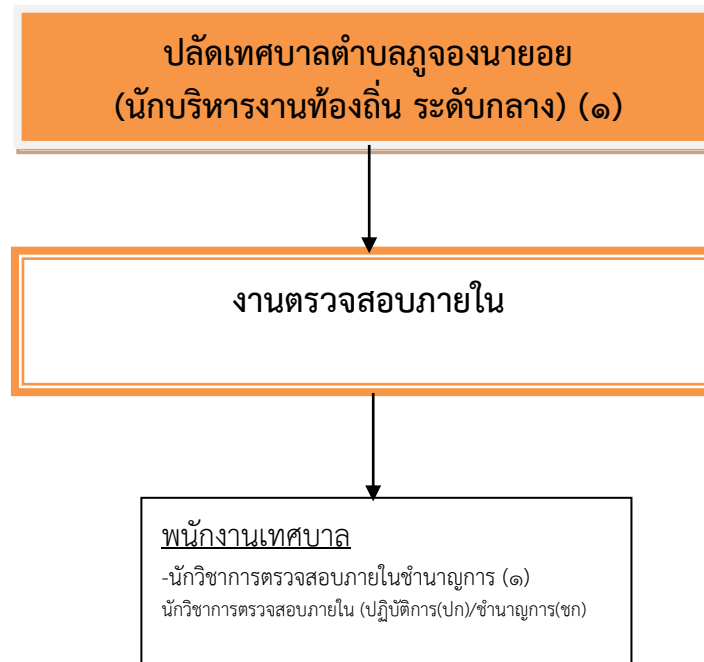 ปลัดเทศบาลตำบลภูจองนายอย
(นักบริหารงานท้องถิ่น ระดับกลาง) (๑)
งานตรวจสอบภายใน
พนักงานเทศบาล
-นักวิชาการตรวจสอบภายในชำนาญการ (๑)
นักวิชาการตรวจสอบภายใน (ปฏิบัติการ(ปก)/ชำนาญการ(ชก)